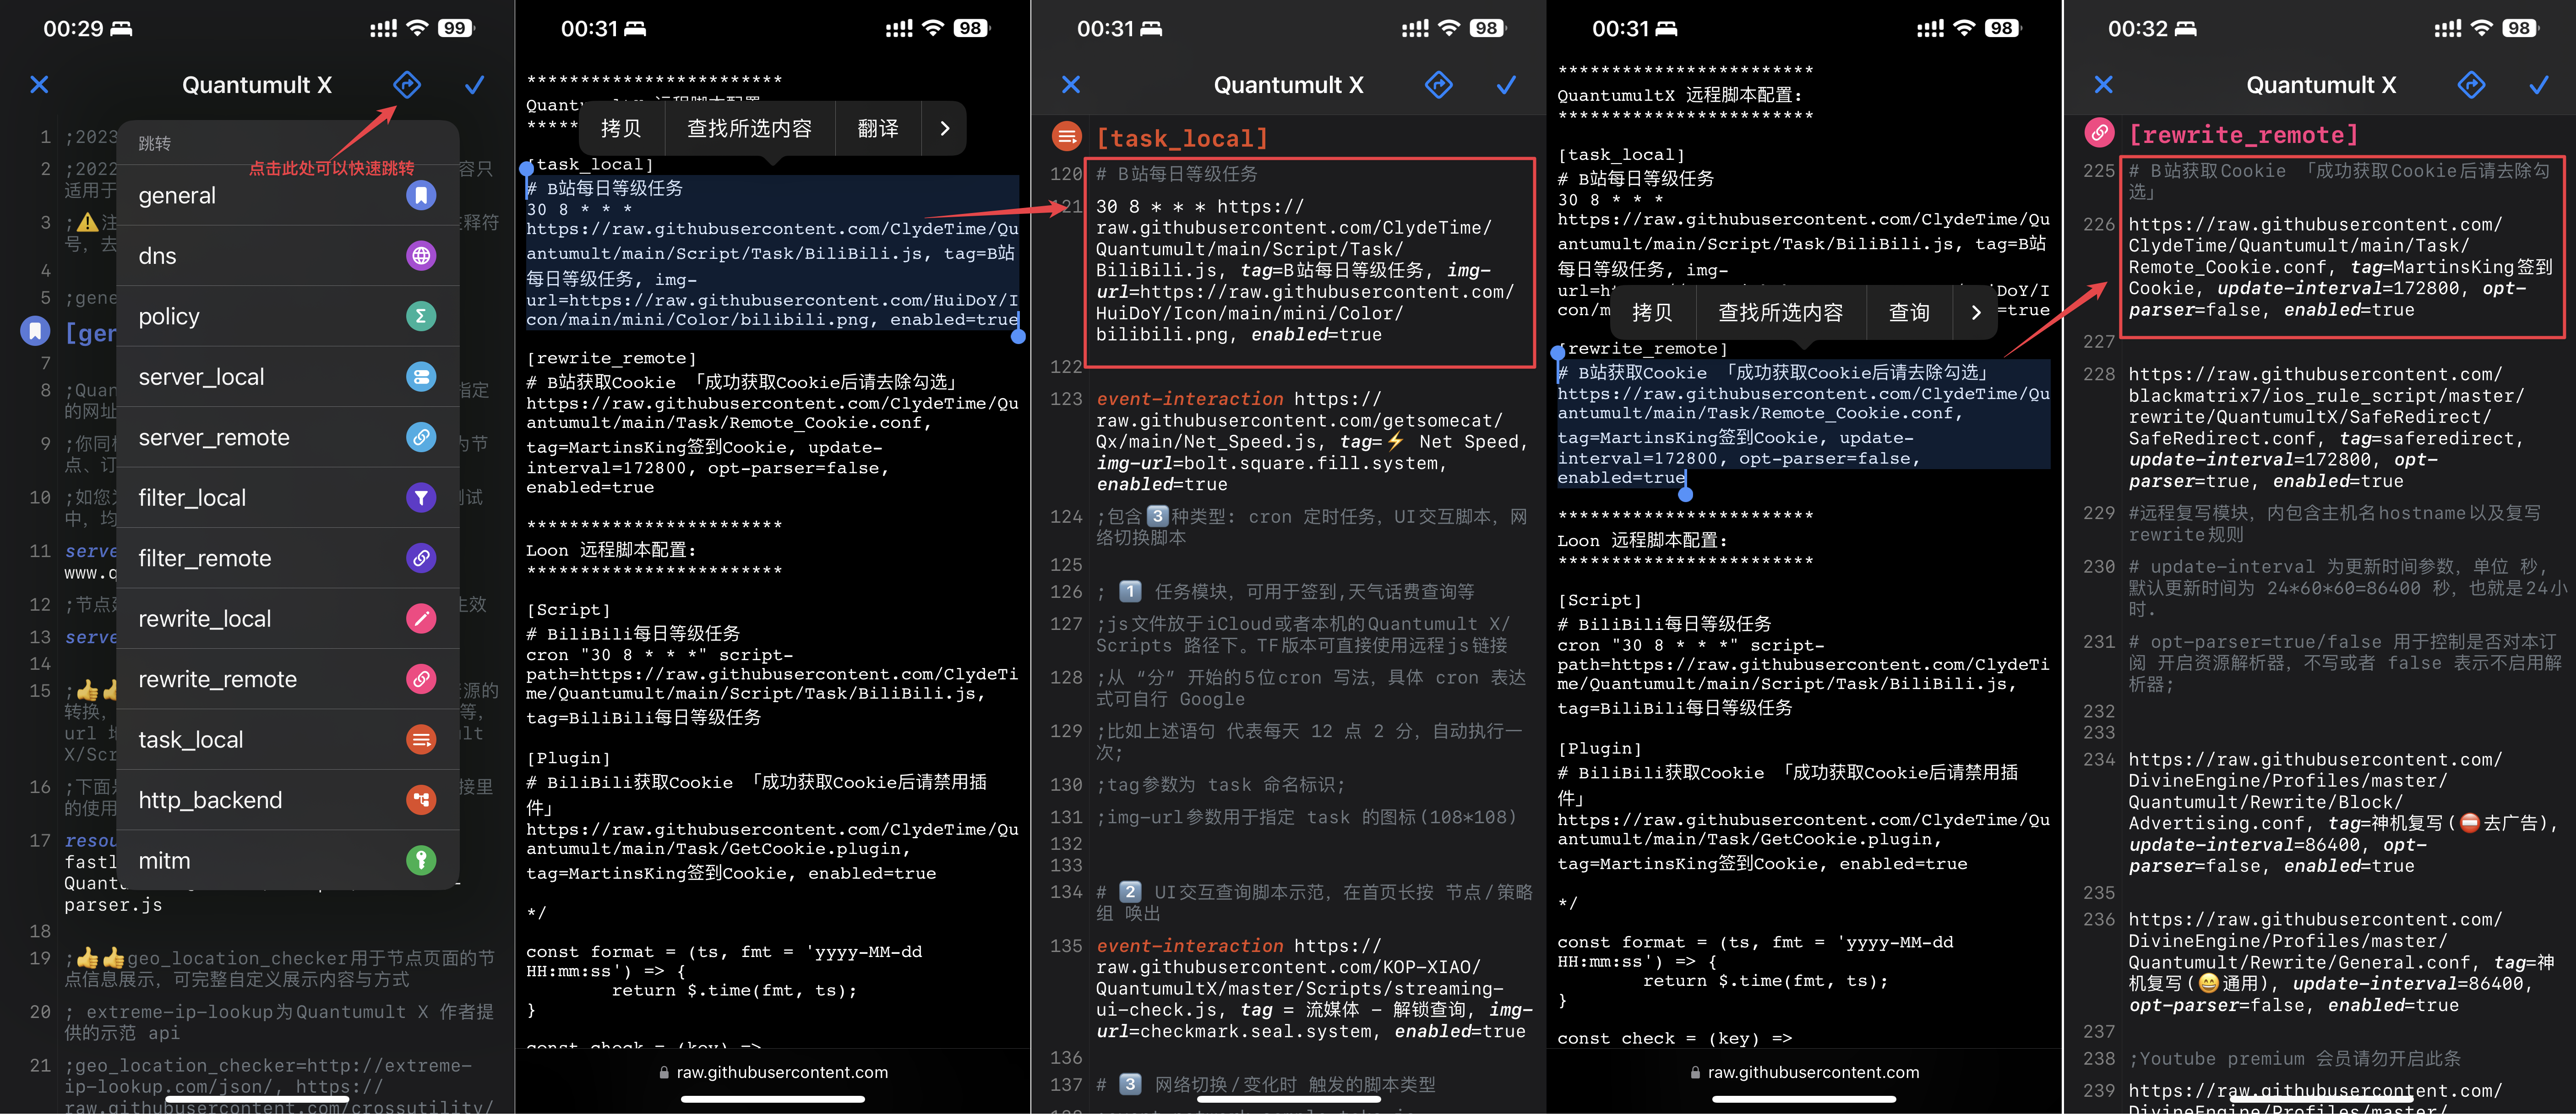 00:29
99
Quantumult X
1 ;2023
2 ;2022
容只
适用于
3 ;⚠️注
释符
号, 去
4
5 ;gene
[gen
7
8 ;Quan
指定
的网址
9 ;你同
为节
点、订
10 ;如您
测试
中, 均
11 serve
www.q
12 ;节点
生效
13 serve
14
15 ;👍👍
资源的
转换,
等,
url
ult
X/Scr
16 ;下面
接里
的使用
17 resou
fastl
Quant
parser.js
18
19 ;👍👍geo_location_checker用于节点页面的节
点信息展示, 可完整自定义展示内容与方式
20 ; extreme-ip-lookup为Quantumult X 作者提
供的示范 api
21 ;geo_location_checker=http://extreme-
ip-lookup.com/json/, https://
raw.githubusercontent.com/crossutility/
跳转
点击此处可以快速跳转
general
dns
policy
server_local
server_remote
filter_local
filter_remote
rewrite_local
rewrite_remote
task_local
http_backend
mitm
00:31
98
************************
QuantumultX 远程脚本配置:
拷贝
查找所选内容
翻译
[task_local]
# B站每日等级任务
30 8 * * *
https://raw.githubusercontent.com/ClydeTime/Qu
antumult/main/Script/Task/BiliBili.js, tag=B站
每日等级任务, img-
url=https://raw.githubusercontent.com/HuiDoY/I
con/main/mini/Color/bilibili.png, enabled=true
[rewrite_remote]
# B站获取Cookie 「成功获取Cookie后请去除勾选」
https://raw.githubusercontent.com/ClydeTime/Qu
antumult/main/Task/Remote_Cookie.conf,
tag=MartinsKing签到Cookie, update-
interval=172800, opt-parser=false,
enabled=true
************************
Loon 远程脚本配置:
************************
[Script]
# BiliBili每日等级任务
cron "30 8 * * *" script-
path=https://raw.githubusercontent.com/ClydeTi
me/Quantumult/main/Script/Task/BiliBili.js,
tag=BiliBili每日等级任务
[Plugin]
# BiliBili获取Cookie 「成功获取Cookie后请禁用插
件」
https://raw.githubusercontent.com/ClydeTime/Qu
antumult/main/Task/GetCookie.plugin,
tag=MartinsKing签到Cookie, enabled=true
*/
const format = (ts, fmt = 'yyyy-MM-dd
HH:mm:ss') => {
return $.time(fmt, ts);
}
const check = (key) =>
raw.githubusercontent.com
00:31
98
Quantumult X
[task_local]
120 # B站每日等级任务
121 30 8 * * * https://
raw.githubusercontent.com/ClydeTime/
Quantumult/main/Script/Task/
BiliBili.js, tag=B站每日等级任务, img-
url=https://raw.githubusercontent.com/
HuiDoY/Icon/main/mini/Color/
bilibili.png, enabled=true
122
123 event-interaction https://
raw.githubusercontent.com/getsomecat/
Qx/main/Net_Speed.js, tag=⚡ Net Speed,
img-url=bolt.square.fill.system,
enabled=true
124 ;包含3️⃣种类型: cron 定时任务, UI交互脚本, 网
络切换脚本
125
126 ; 1️⃣ 任务模块, 可用于签到,天气话费查询等
127 ;js文件放于iCloud或者本机的Quantumult X/
Scripts 路径下。TF版本可直接使用远程js链接
128 ;从 “分” 开始的5位cron 写法, 具体 cron 表达
式可自行 Google
129 ;比如上述语句 代表每天 12 点 2 分, 自动执行一
次;
130 ;tag参数为 task 命名标识;
131 ;img-url参数用于指定 task 的图标(108*108)
132
133
134 # 2️⃣ UI交互查询脚本示范, 在首页长按 节点/策略
组 唤出
135 event-interaction https://
raw.githubusercontent.com/KOP-XIAO/
QuantumultX/master/Scripts/streaming-
ui-check.js, tag = 流媒体 - 解锁查询, img-
url=checkmark.seal.system, enabled=true
136
137 # 3️⃣ 网络切换/变化时 触发的脚本类型
00:31
98
************************
QuantumultX 远程脚本配置:
************************
[task_local]
# B站每日等级任务
30 8 * * *
https://raw.githubusercontent.com/ClydeTime/Qu
antumult/main/Script/Task/BiliBili.js, tag=B站
每日等级任务, img-
拷贝
查找所选内容
查询
[rewrite_remote]
# B站获取Cookie 「成功获取Cookie后请去除勾选」
https://raw.githubusercontent.com/ClydeTime/Qu
antumult/main/Task/Remote_Cookie.conf,
tag=MartinsKing签到Cookie, update-
interval=172800, opt-parser=false,
enabled=true
************************
Loon 远程脚本配置:
************************
[Script]
# BiliBili每日等级任务
cron "30 8 * * *" script-
path=https://raw.githubusercontent.com/ClydeTi
me/Quantumult/main/Script/Task/BiliBili.js,
tag=BiliBili每日等级任务
[Plugin]
# BiliBili获取Cookie 「成功获取Cookie后请禁用插
件」
https://raw.githubusercontent.com/ClydeTime/Qu
antumult/main/Task/GetCookie.plugin,
tag=MartinsKing签到Cookie, enabled=true
*/
const format = (ts, fmt = 'yyyy-MM-dd
HH:mm:ss') => {
return $.time(fmt, ts);
}
const check = (key) =>
raw.githubusercontent.com
00:32
98
Quantumult X
[rewrite_remote]
225 # B站获取Cookie 「成功获取Cookie后请去除勾
选」
226 https://raw.githubusercontent.com/
ClydeTime/Quantumult/main/Task/
Remote_Cookie.conf, tag=MartinsKing签到
Cookie, update-interval=172800, opt-
parser=false, enabled=true
227
228 https://raw.githubusercontent.com/
blackmatrix7/ios_rule_script/master/
rewrite/QuantumultX/SafeRedirect/
SafeRedirect.conf, tag=saferedirect,
update-interval=172800, opt-
parser=true, enabled=true
229 #远程复写模块, 内包含主机名hostname以及复写
rewrite规则
230 # update-interval 为更新时间参数, 单位 秒,
默认更新时间为 24*60*60=86400 秒, 也就是24小
时.
231 # opt-parser=true/false 用于控制是否对本订
阅 开启资源解析器, 不写或者 false 表示不启用解
析器;
232
233
234 https://raw.githubusercontent.com/
DivineEngine/Profiles/master/
Quantumult/Rewrite/Block/
Advertising.conf, tag=神机复写(⛔去广告),
update-interval=86400, opt-
parser=false, enabled=true
235
236 https://raw.githubusercontent.com/
DivineEngine/Profiles/master/
Quantumult/Rewrite/General.conf, tag=神
机复写(😄通用), update-interval=86400,
opt-parser=false, enabled=true
237
238 ;Youtube premium 会员请勿开启此条
239 https://raw.githubusercontent.com/
DivineEngine/Profiles/master/